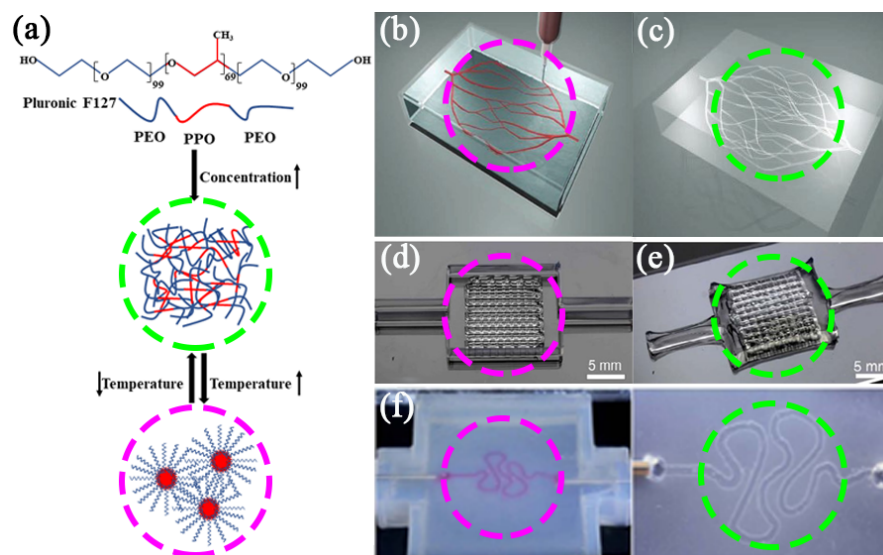 (a)
CH₃
HO
O
O
O
OH
99
69
99
Pluronic F127
PEO
PPO
PEO
Concentration↑
↓Temperature
Temperature↑
(b)
(c)
(d)
5 mm
(e)
5 mm
(f)